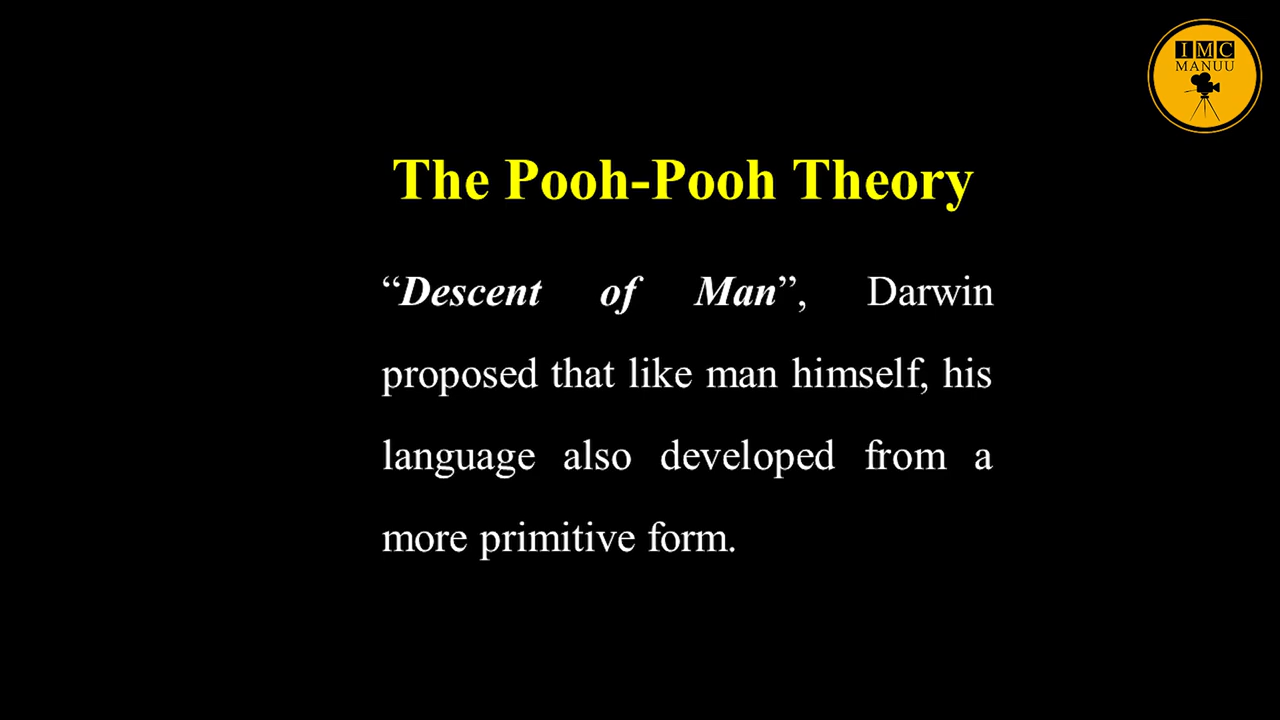 IMC
MANUU
The Pooh-Pooh Theory
“Descent of Man”, Darwin
proposed that like man himself, his
language also developed from a
more primitive form.